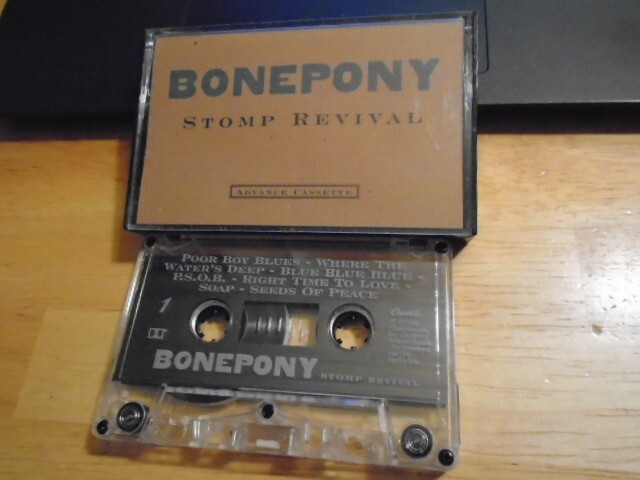 BONEPONY
STOMP REVIVAL
ADVANCE CASSETTE
POOR BOY BLUES - WHERE THE
WATER'S DEEP - BLUE BLUE BLUE -
P.S.O.B. - RIGHT TIME TO LOVE -
SOAP - SEEDS OF PEACE
1
Capitol
BONEPONY STOMP REVIVAL